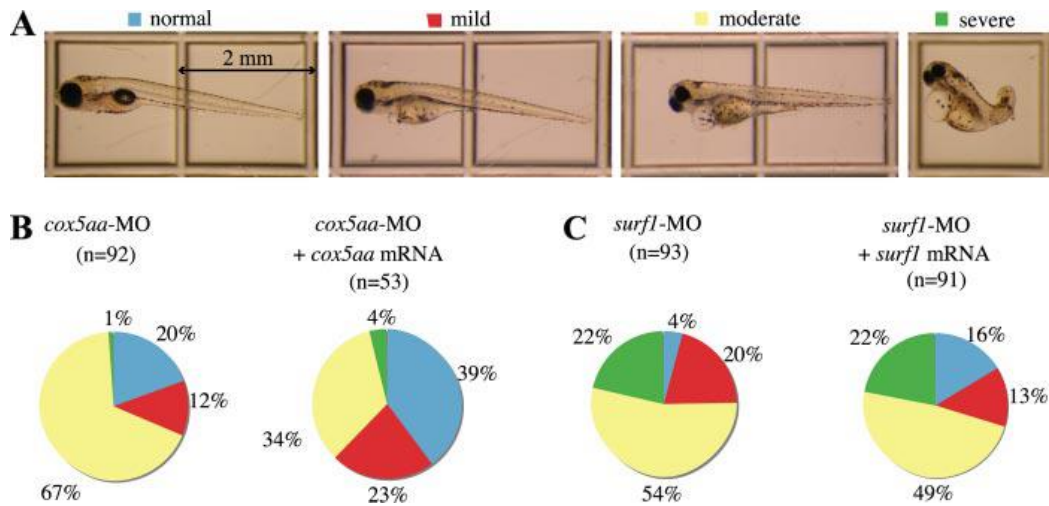 normal mild moderate severe
A
2 mm
B
cox5aa-MO
(n=92)
cox5aa-MO
+ cox5aa mRNA
(n=53)
1%
20%
12%
67%
4%
39%
34%
23%
C
surf1-MO
(n=93)
surf1-MO
+ surf1 mRNA
(n=91)
4%
22%
20%
54%
16%
22%
13%
49%